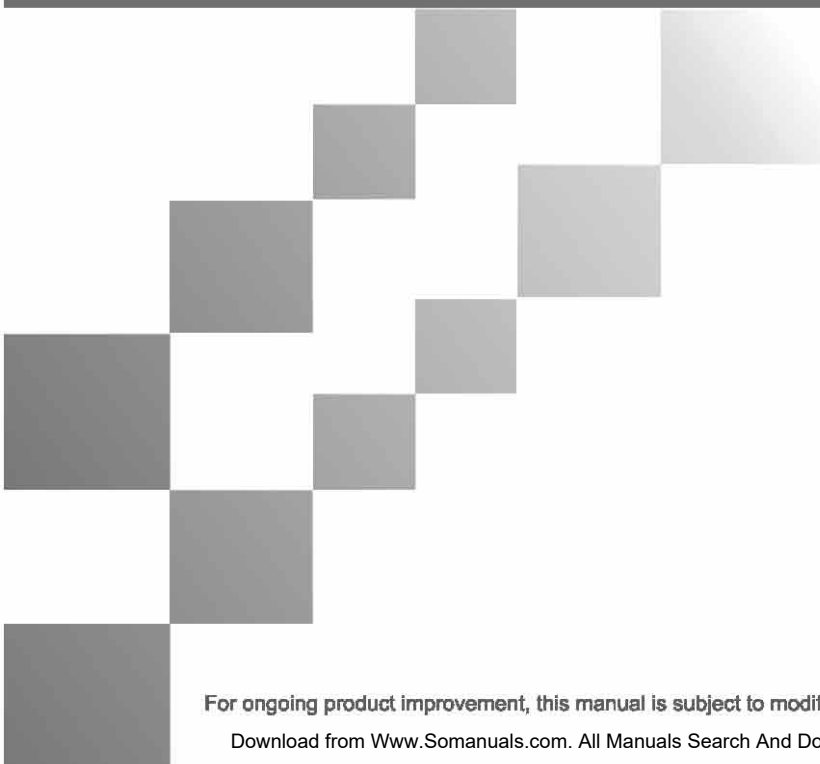 For ongoing product improvement, this manual is subject to modif
Download from Www.Somanuals.com. All Manuals Search And Do